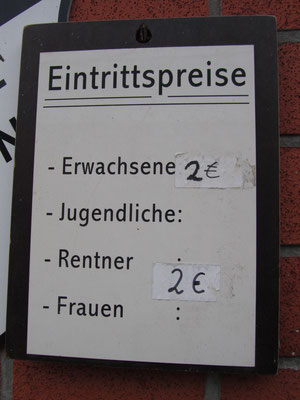 Eintrittspreise
- Erwachsene 2€
- Jugendliche:
- Rentner :
2€
- Frauen :